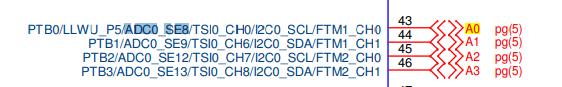 PTB0/LLWU_P5/ADC0_SE8/TSI0_CH0/I2C0_SCL/FTM1_CH0 43 A0 pg(5)
PTB1/ADC0_SE9/TSI0_CH6/I2C0_SDA/FTM1_CH1 44 A1 pg(5)
PTB2/ADC0_SE12/TSI0_CH7/I2C0_SCL/FTM2_CH0 45 A2 pg(5)
PTB3/ADC0_SE13/TSI0_CH8/I2C0_SDA/FTM2_CH1 46 A3 pg(5)